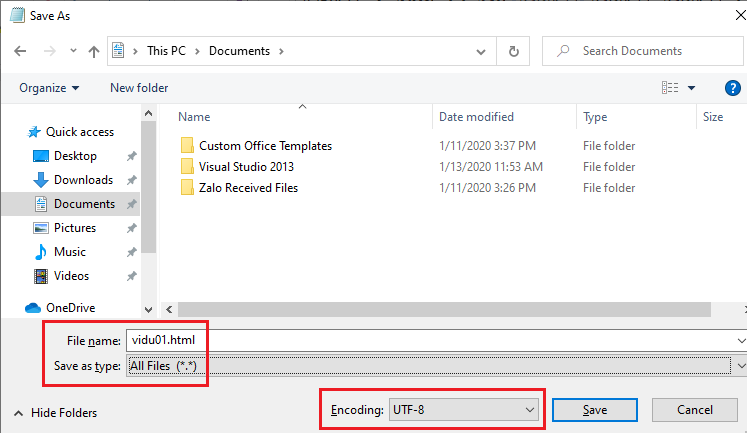 Save As
This PC > Documents >
Search Documents
Organize
New folder
?
Name
Date modified
Type
Size
Quick access
Desktop
Downloads
Documents
Pictures
Music
Videos
OneDrive
Custom Office Templates 1/11/2020 3:37 PM File folder
Visual Studio 2013 1/13/2020 11:53 AM File folder
Zalo Received Files 1/11/2020 3:26 PM File folder
File name: vidu01.html
Save as type: All Files (*.*)
Hide Folders
Encoding: UTF-8
Save
Cancel